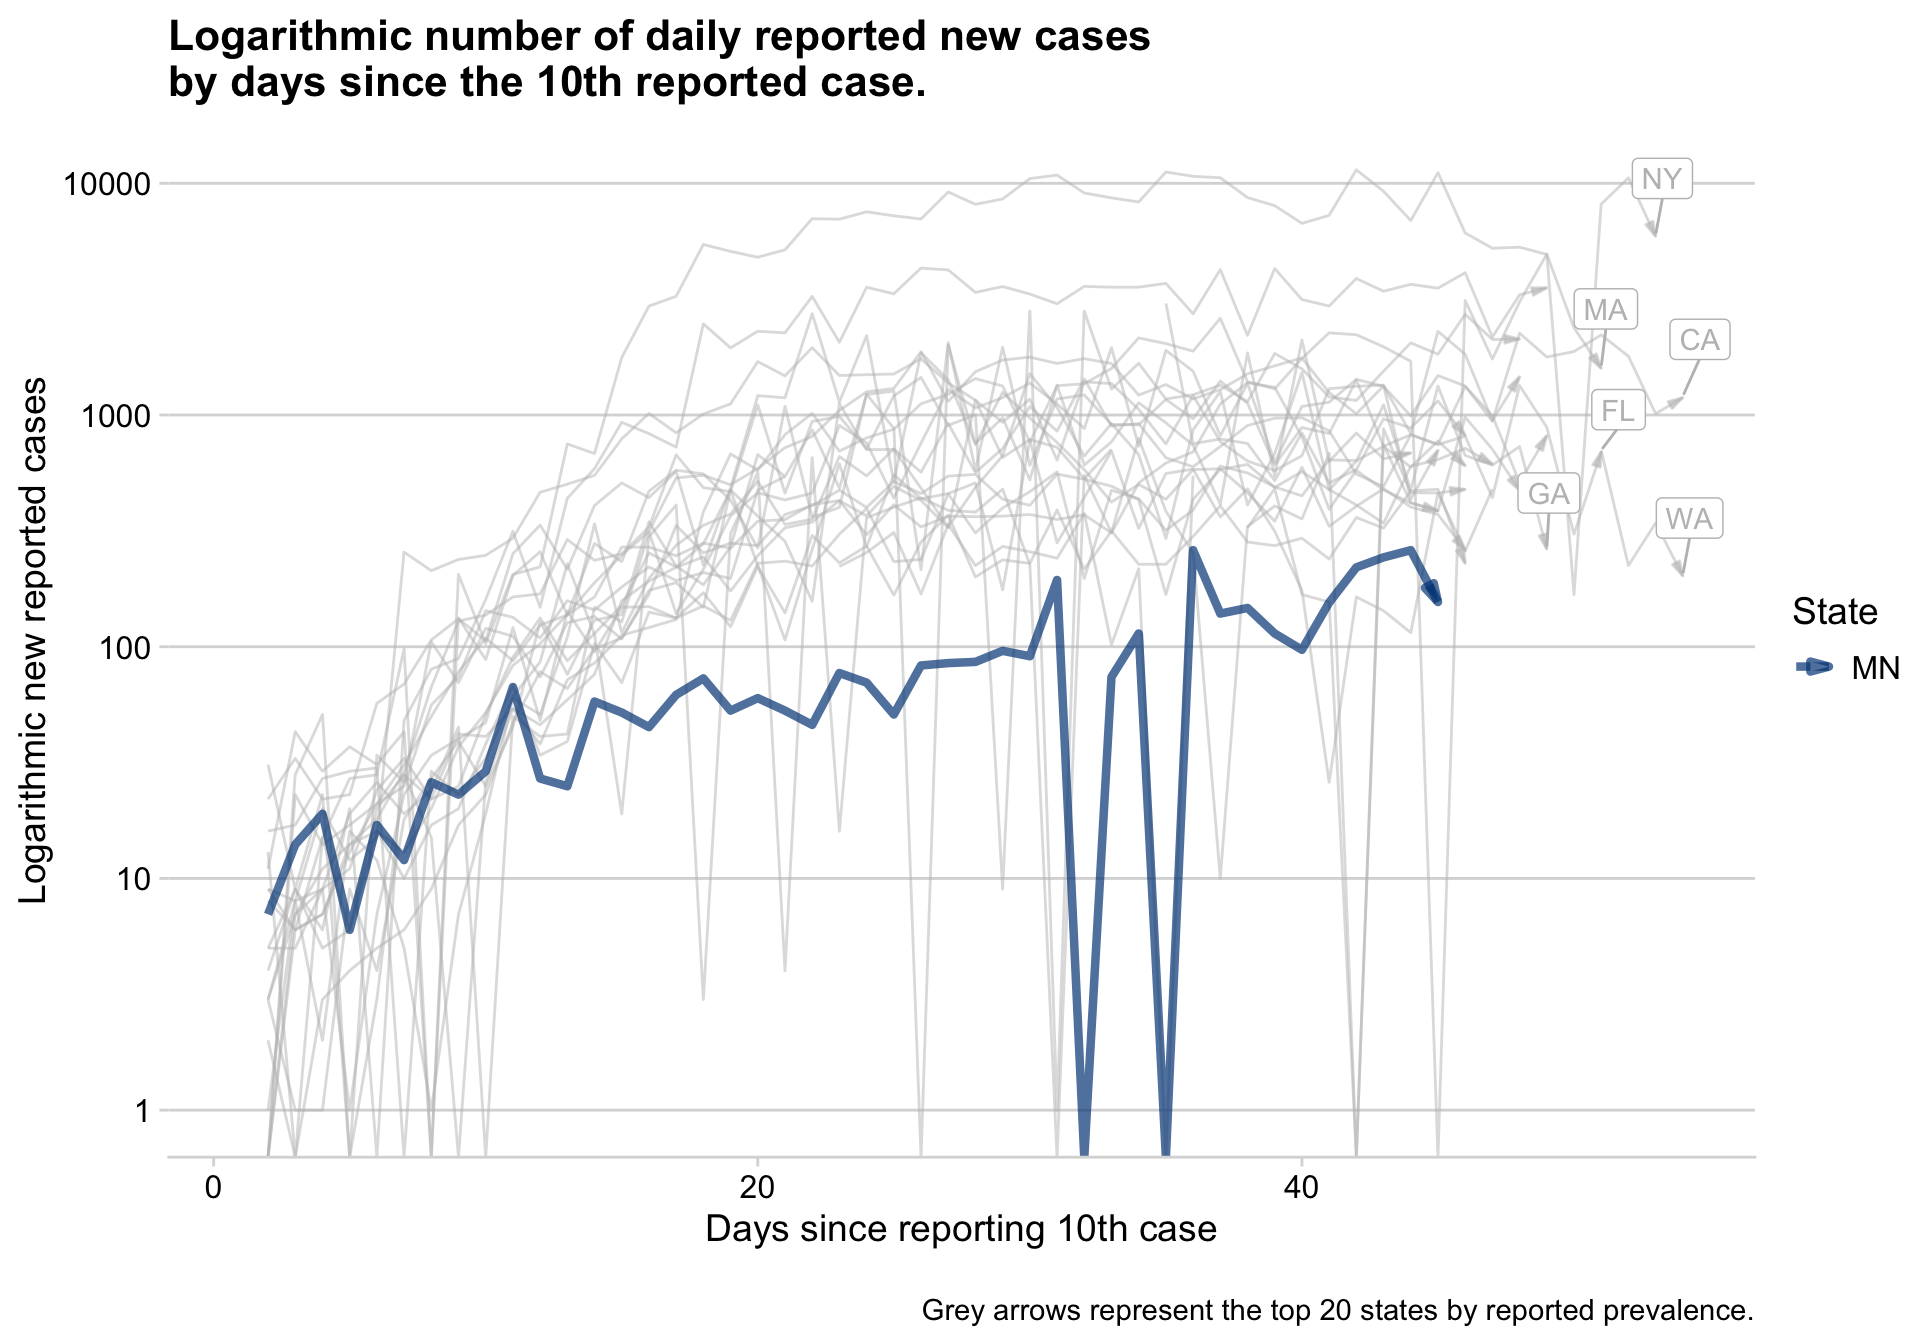 Logarithmic number of daily reported new cases
by days since the 10th reported case.
Logarithmic new reported cases
10000
1000
100
10
1
NY
MA
CA
FL
GA
WA
State
MN
0
20
40
Days since reporting 10th case
Grey arrows represent the top 20 states by reported prevalence.